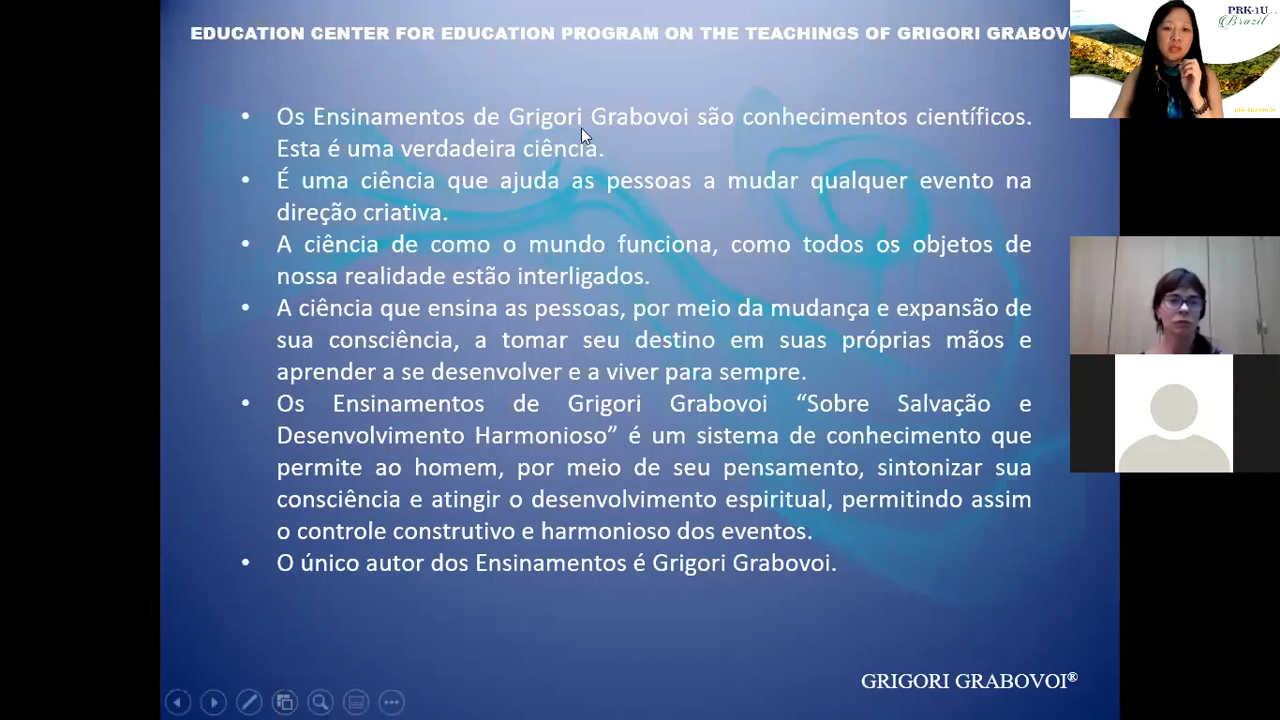 EDUCATION CENTER FOR EDUCATION PROGRAM ON THE TEACHINGS OF GRIGORI
PRK-1U
Brazil
• Os Ensinamentos de Grigori Grabovoi são conhecimentos científicos.
Esta é uma verdadeira ciência.
• É uma ciência que ajuda as pessoas a mudar qualquer evento na
direção criativa.
• A ciência de como o mundo funciona, como todos os objetos de
nossa realidade estão interligados.
• A ciência que ensina as pessoas, por meio da mudança e expansão de
sua consciência, a tomar seu destino em suas próprias mãos e
aprender a se desenvolver e a viver para sempre.
• Os Ensinamentos de Grigori Grabovoi “Sobre Salvação e
Desenvolvimento Harmonioso” é um sistema de conhecimento que
permite ao homem, por meio de seu pensamento, sintonizar sua
consciência e atingir o desenvolvimento espiritual, permitindo assim
o controle construtivo e harmonioso dos eventos.
• O único autor dos Ensinamentos é Grigori Grabovoi.
GRIGORI GRABOVOI®